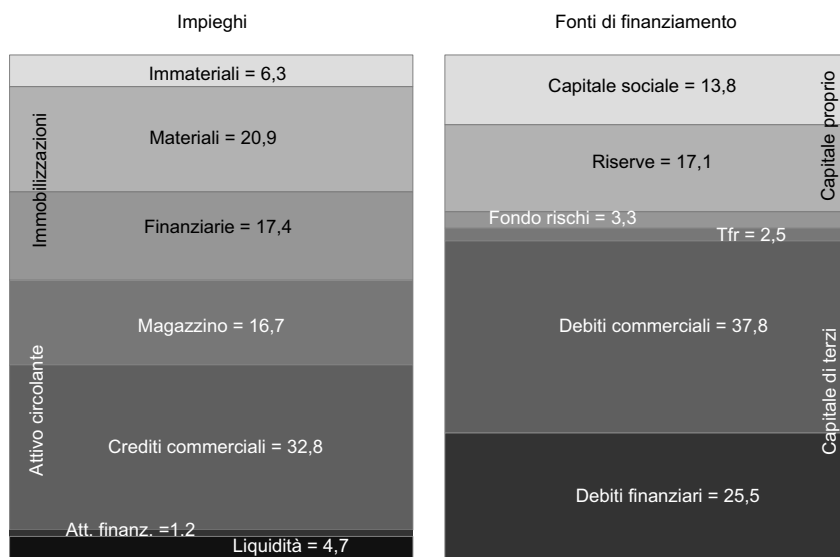 Impieghi
Immobilizzazioni
Immateriali = 6,3
Materiali = 20,9
Finanziarie = 17,4
Attivo circolante
Magazzino = 16,7
Crediti commerciali = 32,8
Att. finanz. =1,2
Liquidità = 4,7
Fonti di finanziamento
Capitale proprio
Capitale sociale = 13,8
Riserve = 17,1
Capitale di terzi
Fondo rischi = 3,3
Tfr = 2,5
Debiti commerciali = 37,8
Debiti finanziari = 25,5